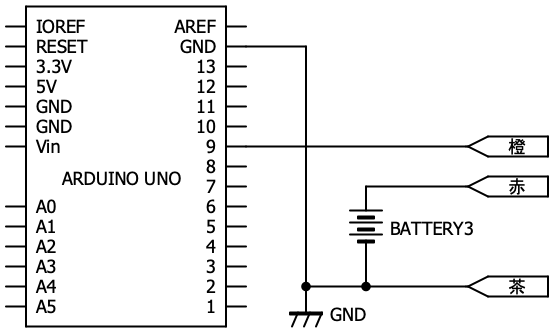 IOREF
RESET
3.3V
5V
GND
GND
Vin
A0
A1
A2
A3
A4
A5
ARDUINO UNO
AREF
GND
13
12
11
10
9
8
7
6
5
4
3
2
1
橙
赤
BATTERY3
茶
GND